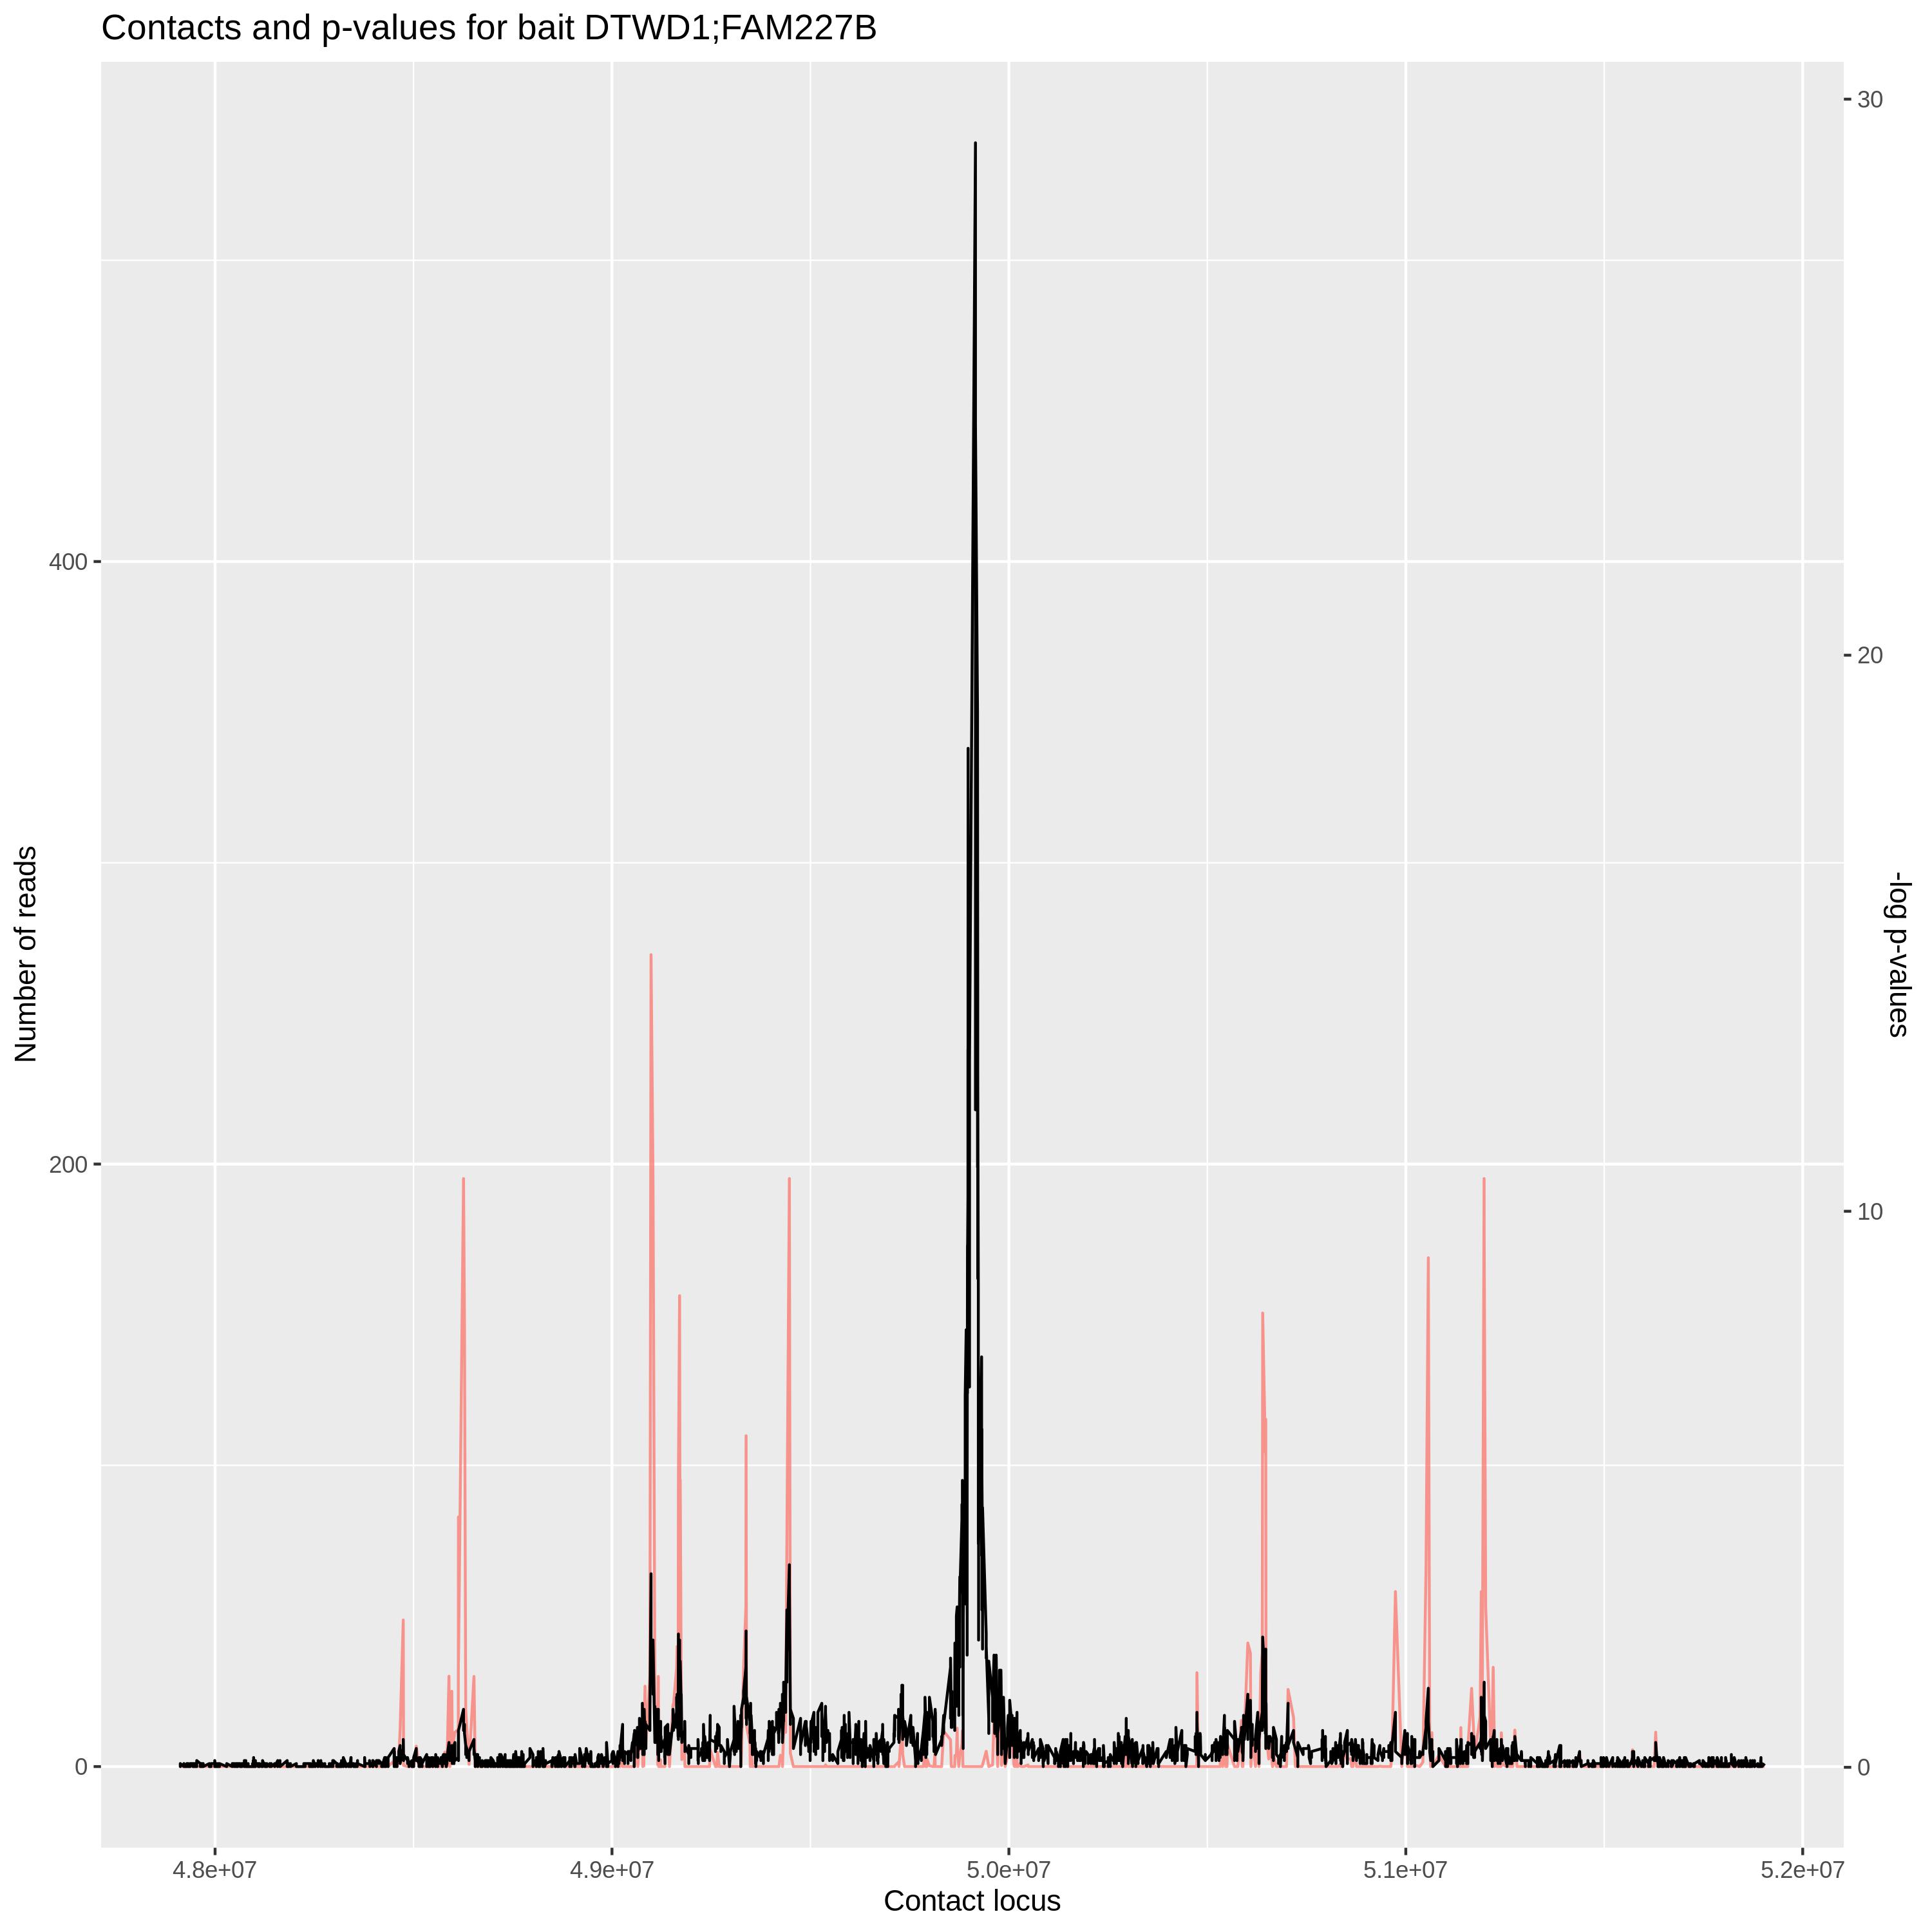 Contacts and p-values for bait DTWD1;FAM227B
30
400
20
Number of reads
-log p-values
200
10
0
0
4.8e+07
4.9e+07
5.0e+07
5.1e+07
5.2e+07
Contact locus